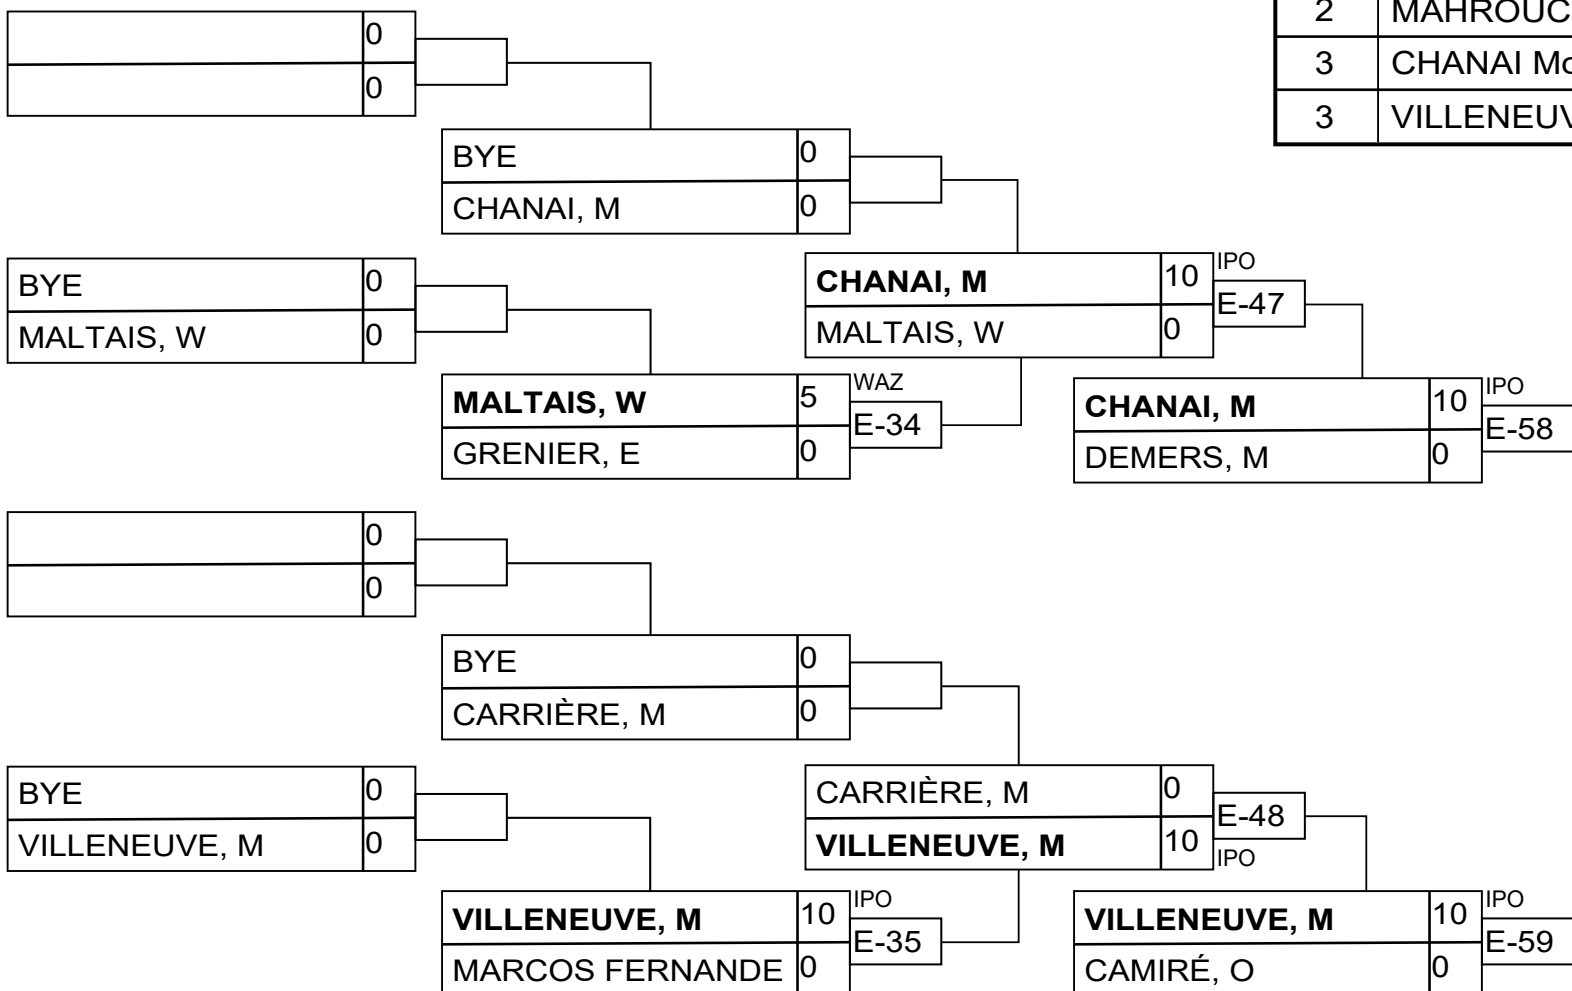 0
0
2 MAHROUC
3 CHANAI Mo
3 VILLENEUV
BYE 0
CHANAI, M 0
BYE 0
MALTAIS, W 0
CHANAI, M 10 IPO
MALTAIS, W 0
E-47
MALTAIS, W 5 WAZ
GRENIER, E 0
E-34
CHANAI, M 10 IPO
DEMERS, M 0
E-58
0
0
BYE 0
CARRIÈRE, M 0
BYE 0
VILLENEUVE, M 0
CARRIÈRE, M 0
E-48
VILLENEUVE, M 10 IPO
VILLENEUVE, M 10 IPO
MARCOS FERNANDE 0
E-35
VILLENEUVE, M 10 IPO
CAMIRÉ, O 0
E-59